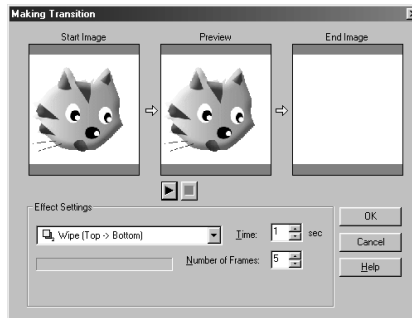 Making Transition
Start Image
Preview
End Image
Effect Settings
Wipe (Top -> Bottom)
Time:
1
sec
Number of Frames:
5
OK
Cancel
Help